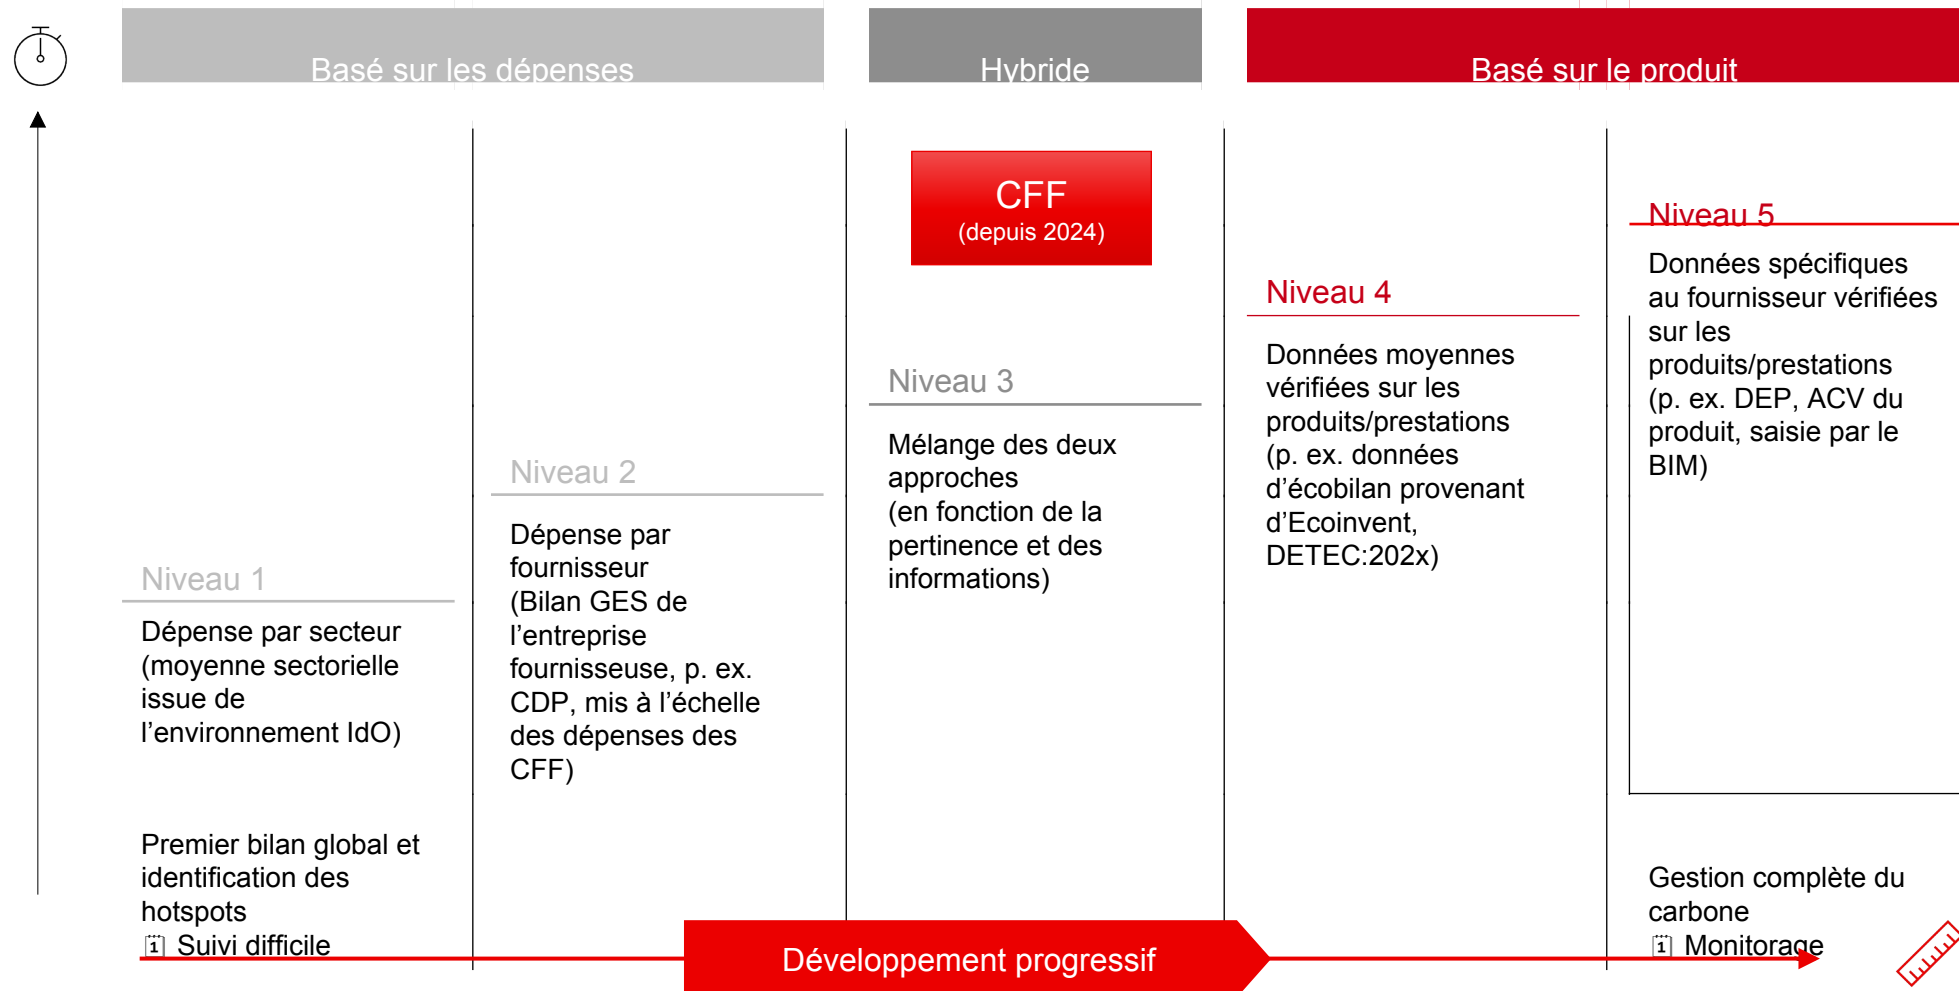 Basé sur les dépenses
Hybride
Basé sur le produit
CFF
(depuis 2024)
Niveau 1
Dépense par secteur
(moyenne sectorielle
issue de
l’environnement IdO)
Premier bilan global et
identification des
hotspots
Suivi difficile
Niveau 2
Dépense par
fournisseur
(Bilan GES de
l’entreprise
fournisseuse, p. ex.
CDP, mis à l’échelle
des dépenses des
CFF)
Niveau 3
Mélange des deux
approches
(en fonction de la
pertinence et des
informations)
Niveau 4
Données moyennes
vérifiées sur les
produits/prestations
(p. ex. données
d’écobilan provenant
d’Ecoinvent,
DETEC:202x)
Niveau 5
Données spécifiques
au fournisseur vérifiées
sur les
produits/prestations
(p. ex. DEP, ACV du
produit, saisie par le
BIM)
Gestion complète du
carbone
Monitorage
Développement progressif